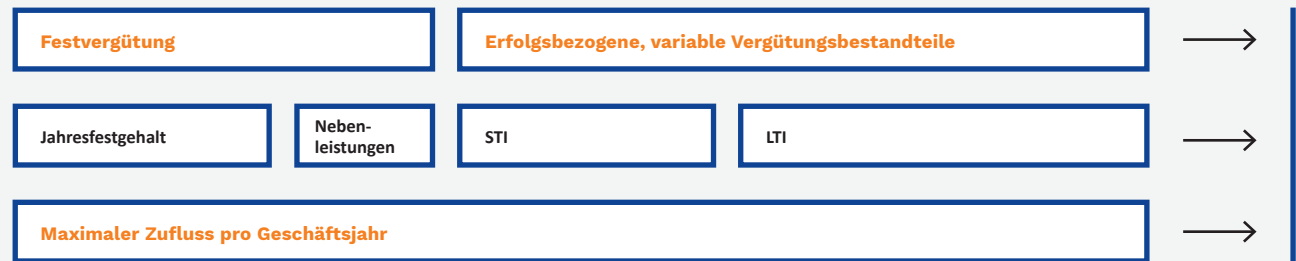 Festvergütung
Erfolgsbezogene, variable Vergütungsbestandteile
Jahresfestgehalt
Neben-
leistungen
STI
LTI
Maximaler Zufluss pro Geschäftsjahr